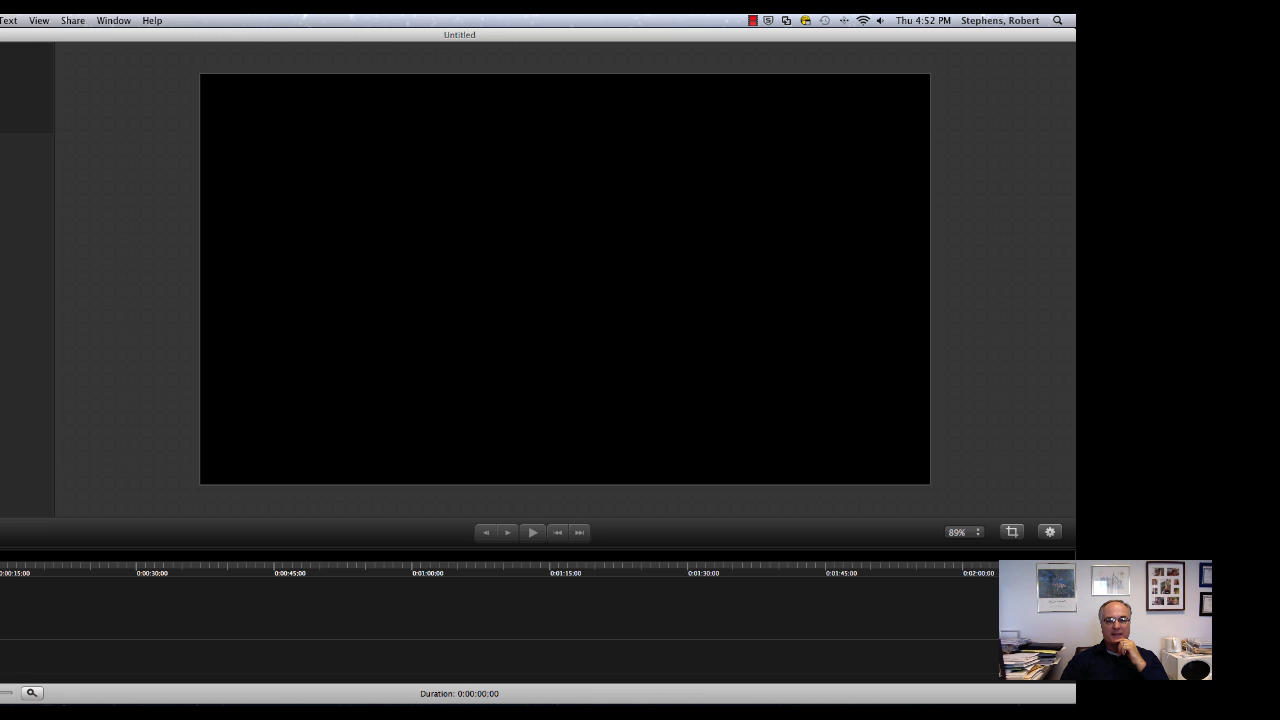 Text View Share Window Help Thu 4:52 PM Stephens, Robert
Untitled
89%
0:00:15:00 0:00:30:00 0:00:45:00 0:01:00:00 0:01:15:00 0:01:30:00 0:01:45:00 0:02:00:00
Duration: 0:00:00:00